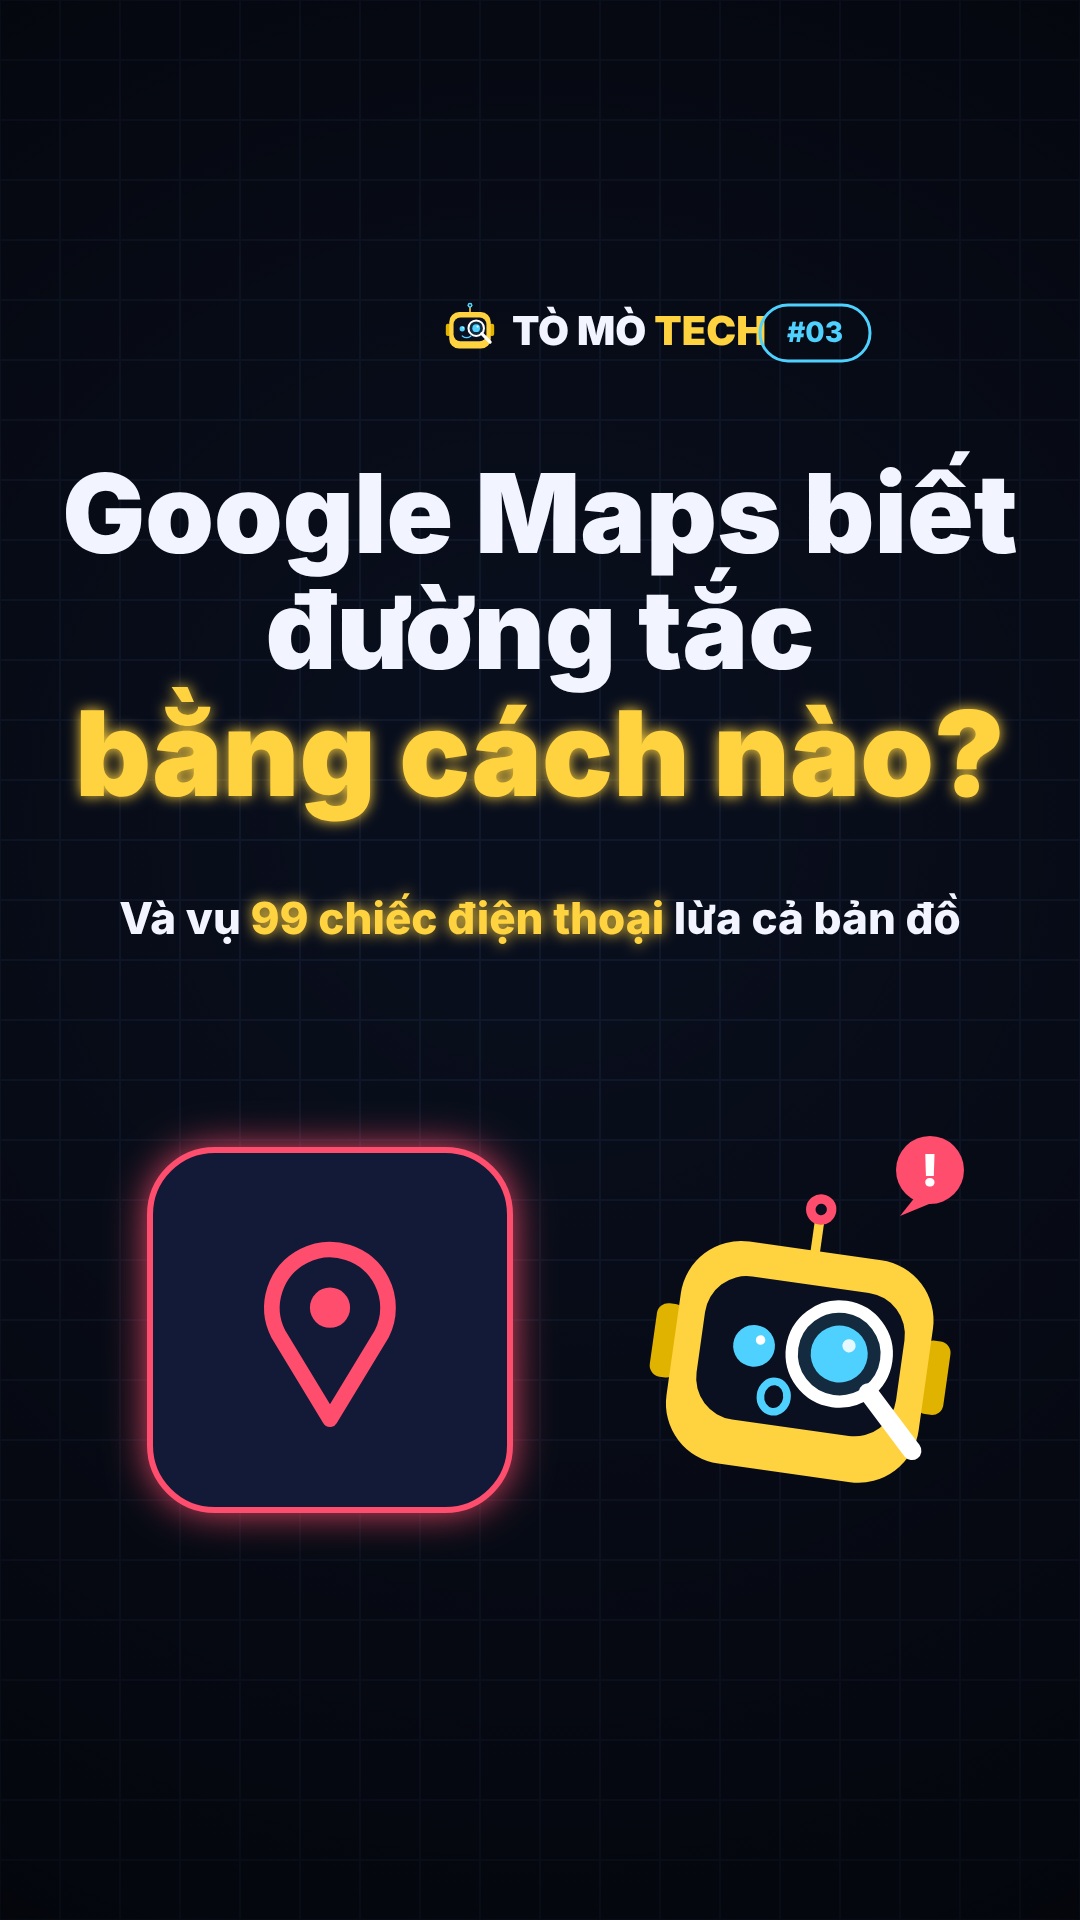 TÒ MÒ TECH #03
Google Maps biết
đường tắc
bằng cách nào?
Và vụ 99 chiếc điện thoại lừa cả bản đồ
!